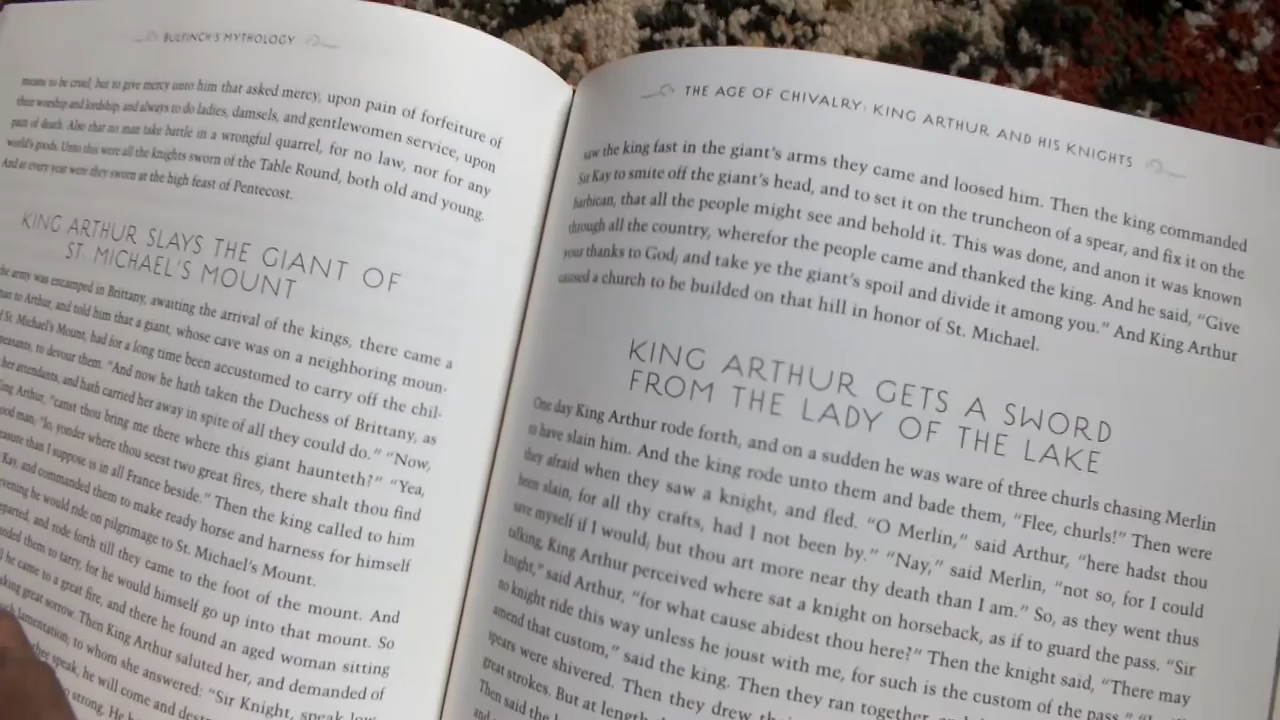 BULFINCH'S MYTHOLOGY
means to be cruel, but to give mercy unto him that asked mercy, upon pain of forfeiture of
their worship and lordship, and always to do ladies, damsels, and gentlewomen service, upon
pain of death. Also that no man take battle in a wrongful quarrel, for no law, nor for any
world's goods. Unto this were all the knights sworn of the Table Round, both old and young.
And at every year were they sworn at the high feast of Pentecost.
KING ARTHUR SLAYS THE GIANT OF
ST. MICHAEL'S MOUNT
the army was encamped in Brittany, awaiting the arrival of the kings, there came a
man to Arthur, and told him that a giant, whose cave was on a neighboring moun-
St. Michael's Mount, had for a long time been accustomed to carry off the chil-
peasants, to devour them. "And now he hath taken the Duchess of Brittany, as
her attendants, and hath carried her away in spite of all they could do." "Now,
King Arthur, "canst thou bring me there where this giant haunteth?" "Yea,
good man; "lo, yonder where thou seest two great fires, there shalt thou find
than I suppose is in all France beside." Then the king called to him
Kay, and commanded them to make ready horse and harness for himself
evening he would ride on pilgrimage to St. Michael's Mount.
and rode forth till they came to the foot of the mount. And
them to tarry, for he would himself go up into that mount. So
he came to a great fire, and there he found an aged woman sitting
making great sorrow. Then King Arthur saluted her, and demanded of
lamentation; to whom she answered: "Sir Knight, speak
speak, he will come and
strong. He
THE AGE OF CHIVALRY: KING ARTHUR AND HIS KNIGHTS
saw the king fast in the giant's arms they came and loosed him. Then the king commanded
Sir Kay to smite off the giant's head, and to set it on the truncheon of a spear, and fix it on the
barbican, that all the people might see and behold it. This was done, and anon it was known
through all the country, wherefor the people came and thanked the king. And he said, "Give
your thanks to God; and take ye the giant's spoil and divide it among you." And King Arthur
caused a church to be builded on that hill in honor of St. Michael.
KING ARTHUR GETS A SWORD
FROM THE LADY OF THE LAKE
One day King Arthur rode forth, and on a sudden he was ware of three churls chasing Merlin
to have slain him. And the king rode unto them and bade them, "Flee, churls!" Then were
they afraid when they saw a knight, and fled. "O Merlin," said Arthur, "here hadst thou
been slain, for all thy crafts, had I not been by." "Nay," said Merlin, "not so, for I could
save myself if I would; but thou art more near thy death than I am." So, as they went thus
talking, King Arthur perceived where sat a knight on horseback, as if to guard the pass. "Sir
knight," said Arthur, "for what cause abidest thou here?" Then the knight said, "There may
no knight ride this way unless he joust with me, for such is the custom of the pass."
amend that custom," said the king. Then they ran together, and
spears were shivered. Then they drew
great strokes. But at length
Then said the
and